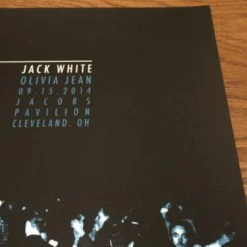 JACK WHITE
OLIVIA JEAN
09.15.2014
JACOBS
PAVILION
CLEVELAND. OH